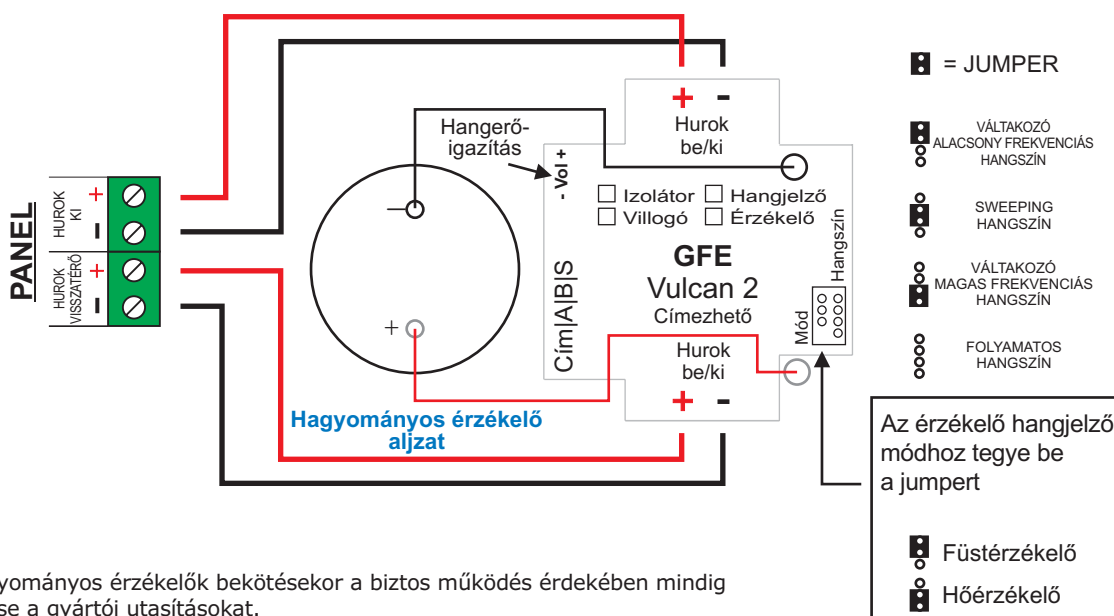 PANEL
HUROK
KI
+
-
HUROK
VISSZATÉRŐ
+
-
Hangerő-
igazítás
- Vol +
+ -
Hurok
be/ki
Izolátor Hangjelző
Villogó Érzékelő
GFE
Vulcan 2
Címezhető
Cím|A|B|S
Mód
Hangszín
Hurok
be/ki
+ -
−
+
Hagyományos érzékelő
aljzat
= JUMPER
VÁLTAKOZÓ
ALACSONY FREKVENCIÁS
HANGSZÍN
SWEEPING
HANGSZÍN
VÁLTAKOZÓ
MAGAS FREKVENCIÁS
HANGSZÍN
FOLYAMATOS
HANGSZÍN
Az érzékelő hangjelző
módhoz tegye be
a jumpert
Füstérzékelő
Hőérzékelő
yományos érzékelők bekötésekor a biztos működés érdekében mindig
se a gyártói utasításokat.